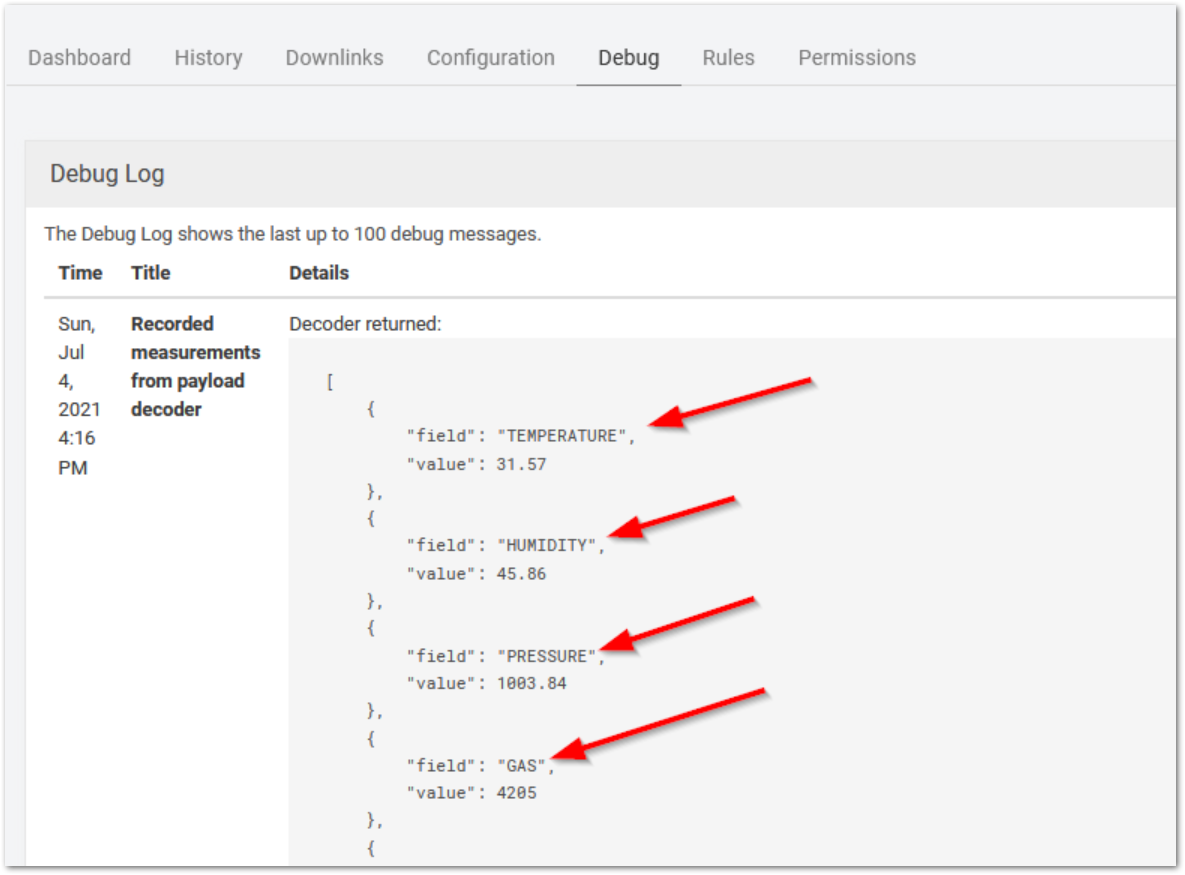 Dashboard History Downlinks Configuration Debug Rules Permissions
Debug Log
The Debug Log shows the last up to 100 debug messages.
Time Title Details
Sun,
Jul
4,
2021
4:16
PM
Recorded
measurements
from payload
decoder
Decoder returned:
[
{
"field": "TEMPERATURE",
"value": 31.57
},
{
"field": "HUMIDITY",
"value": 45.86
},
{
"field": "PRESSURE",
"value": 1003.84
},
{
"field": "GAS",
"value": 4205
},
{